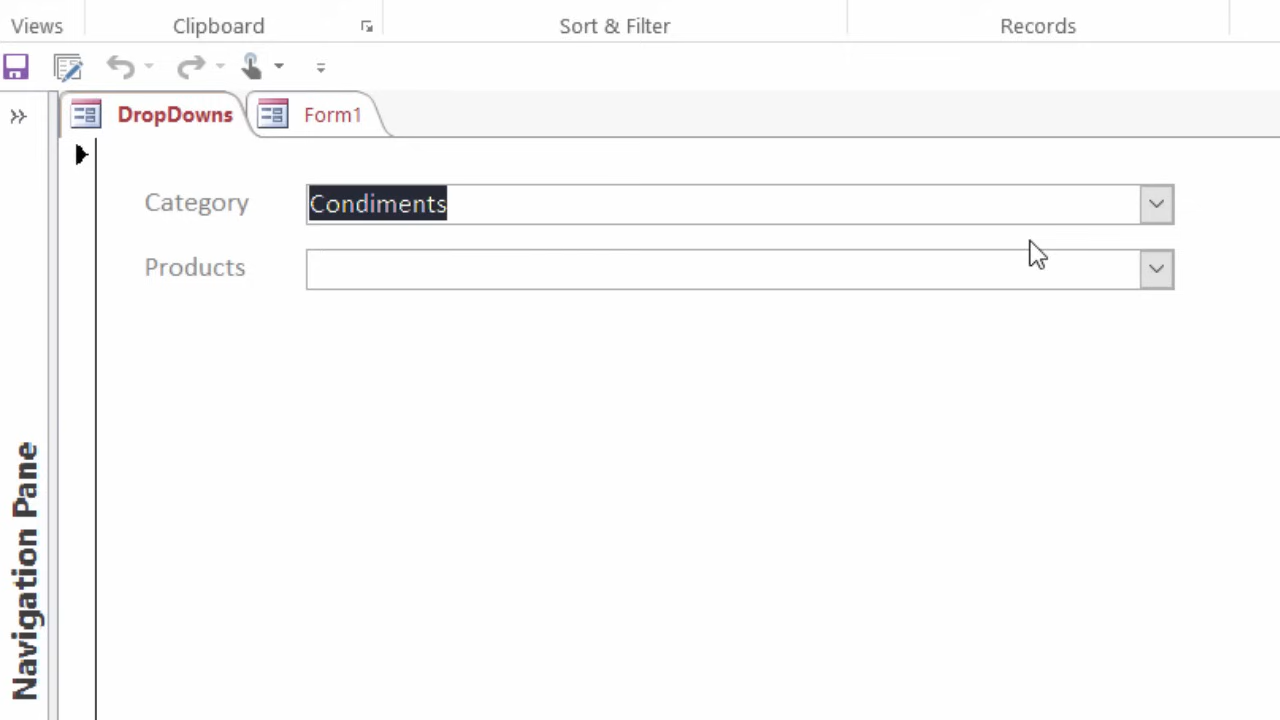 Views Clipboard Sort & Filter Records
DropDowns Form1
Category Condiments
Products
Navigation Pane